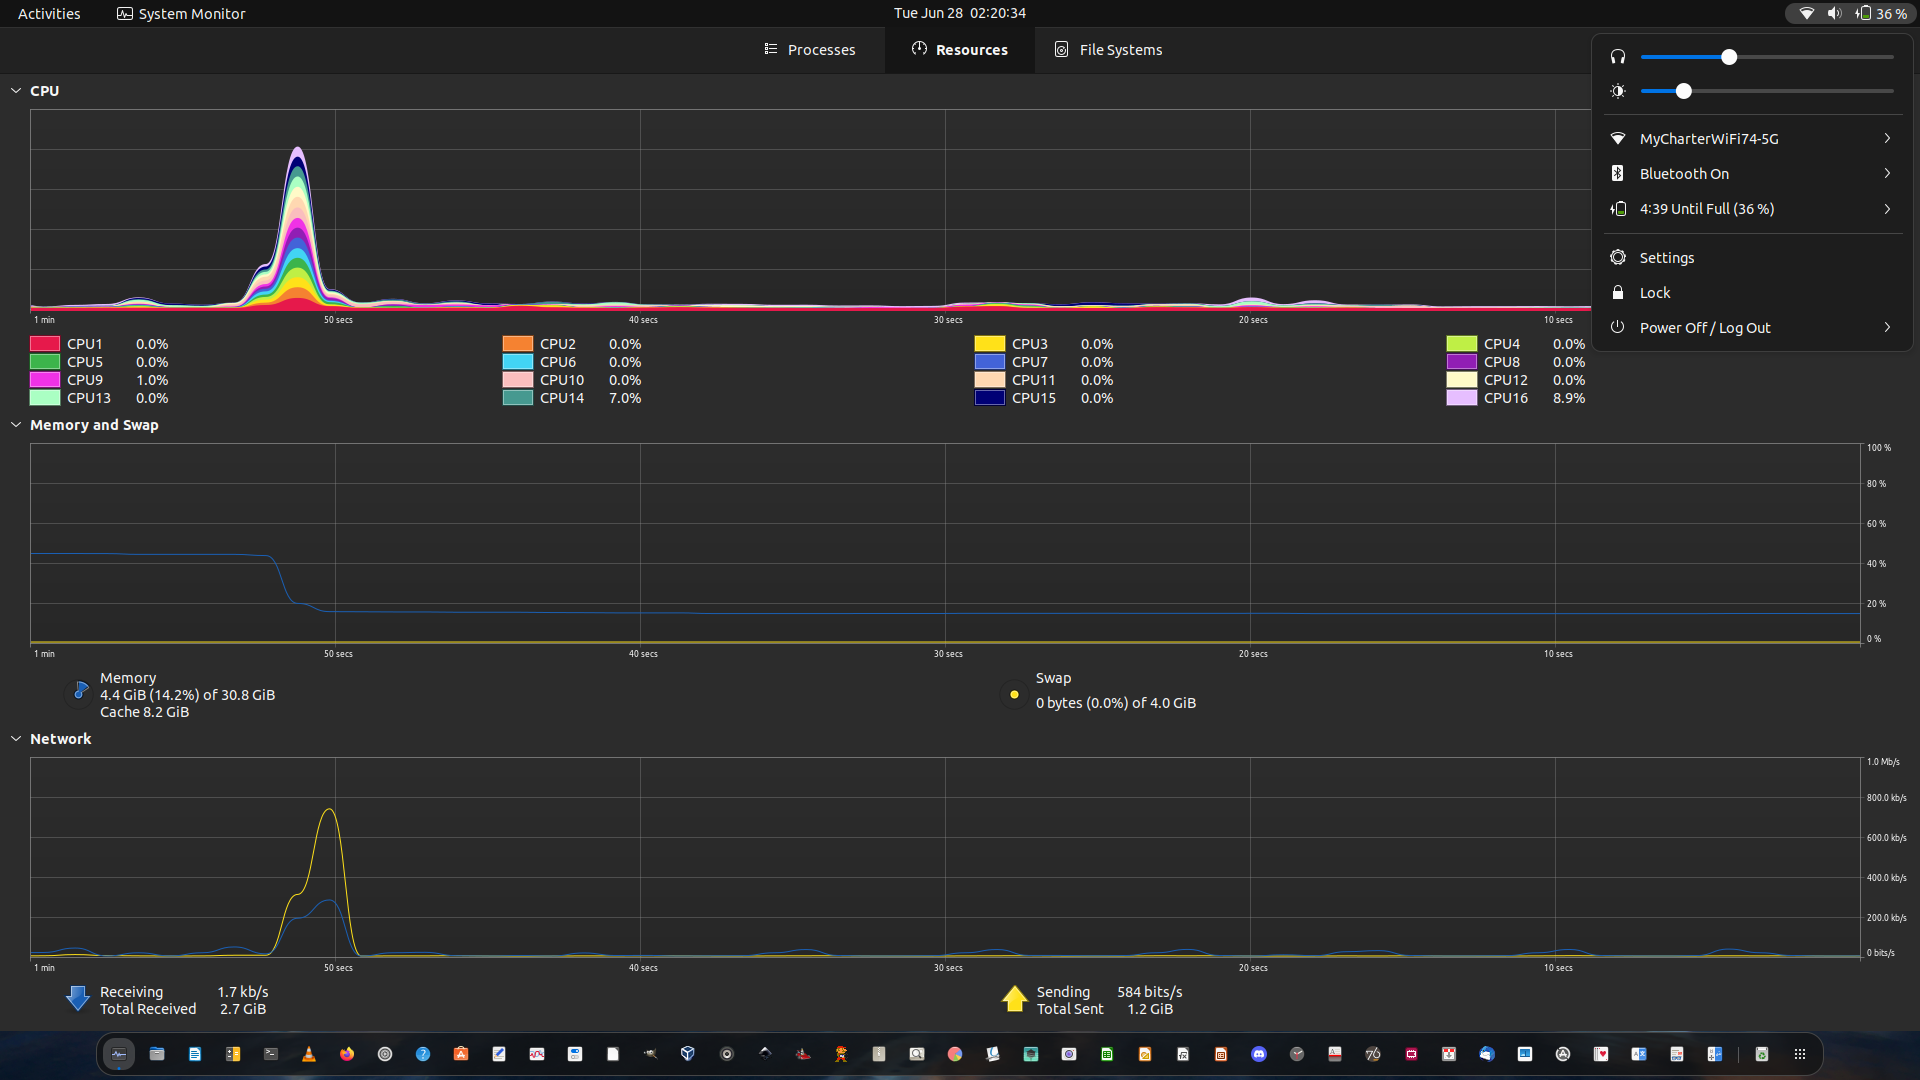 Activities
System Monitor
Tue Jun 28 02:20:34
36 %
Processes
Resources
File Systems
MyCharterWiFi74-5G
Bluetooth On
4:39 Until Full (36 %)
Settings
Lock
Power Off / Log Out
CPU
1 min 50 secs 40 secs 30 secs 20 secs 10 secs
CPU1 0.0% CPU2 0.0% CPU3 0.0% CPU4 0.0%
CPU5 0.0% CPU6 0.0% CPU7 0.0% CPU8 0.0%
CPU9 1.0% CPU10 0.0% CPU11 0.0% CPU12 0.0%
CPU13 0.0% CPU14 7.0% CPU15 0.0% CPU16 8.9%
Memory and Swap
100 %
80 %
60 %
40 %
20 %
0 %
1 min 50 secs 40 secs 30 secs 20 secs 10 secs
Memory
4.4 GiB (14.2%) of 30.8 GiB
Cache 8.2 GiB
Swap
0 bytes (0.0%) of 4.0 GiB
Network
1.0 Mb/s
800.0 kb/s
600.0 kb/s
400.0 kb/s
200.0 kb/s
0 bits/s
1 min 50 secs 40 secs 30 secs 20 secs 10 secs
Receiving 1.7 kb/s
Total Received 2.7 GiB
Sending 584 bits/s
Total Sent 1.2 GiB